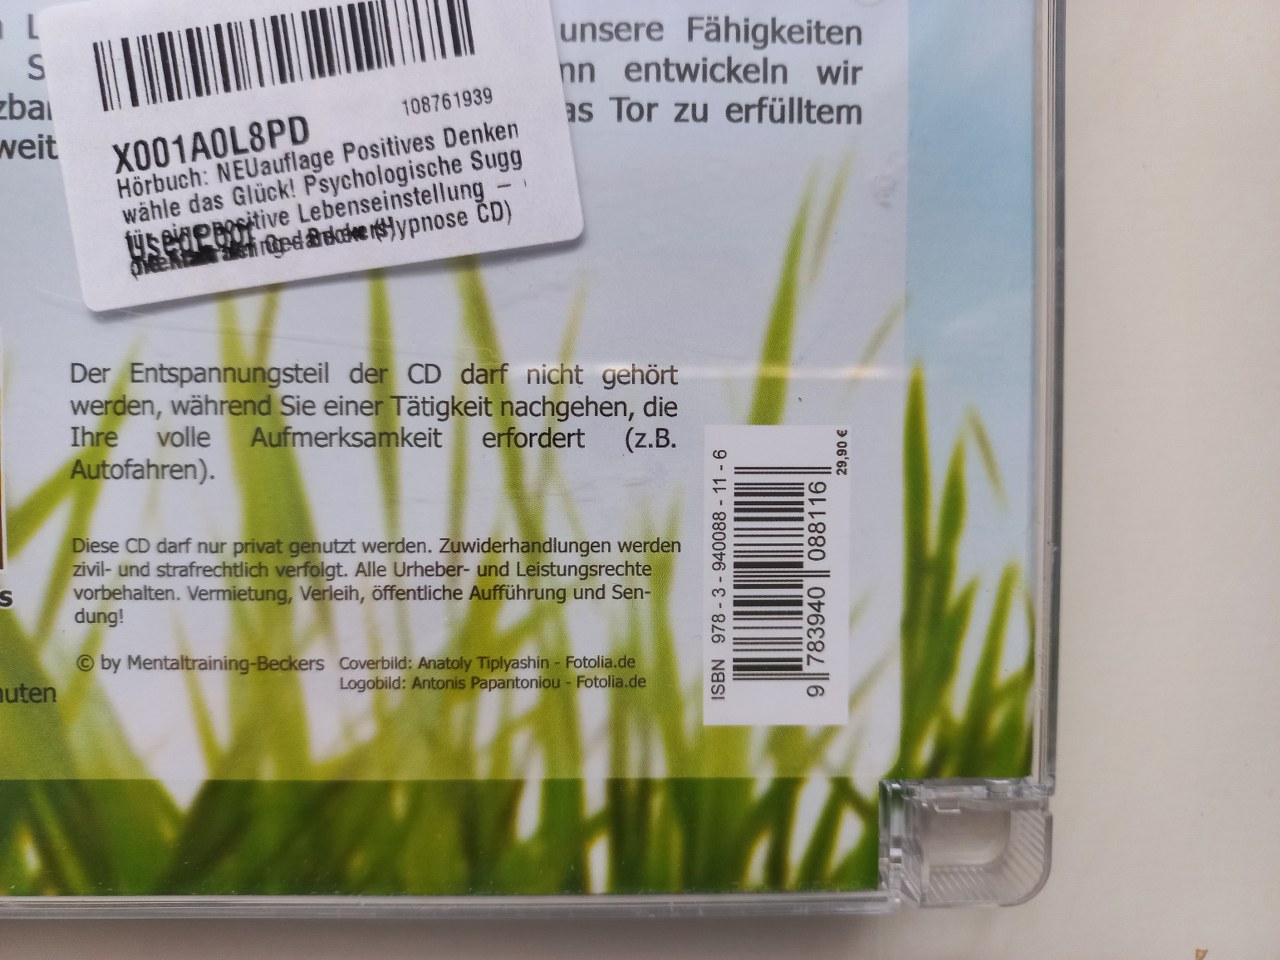 unsere Fähigkeiten
nn entwickeln wir
as Tor zu erfülltem
weit
108761939
X001A0L8PD
Hörbuch: NEUauflage Positives Denken
wähle das Glück! Psychologische Sugg
für eine positive Lebenseinstellung –
(Hypnose CD)
Der Entspannungsteil der CD darf nicht gehört
werden, während Sie einer Tätigkeit nachgehen, die
Ihre volle Aufmerksamkeit erfordert (z.B.
Autofahren).
Diese CD darf nur privat genutzt werden. Zuwiderhandlungen werden
zivil- und strafrechtlich verfolgt. Alle Urheber- und Leistungsrechte
vorbehalten. Vermietung, Verleih, öffentliche Aufführung und Sen-
dung!
© by Mentaltraining-Beckers
Coverbild: Anatoly Tiplyashin - Fotolia.de
Logobild: Antonis Papantoniou - Fotolia.de
uten
s
ISBN 978 - 3 - 940088 - 11 - 6
9 783940 088116
29,90 €